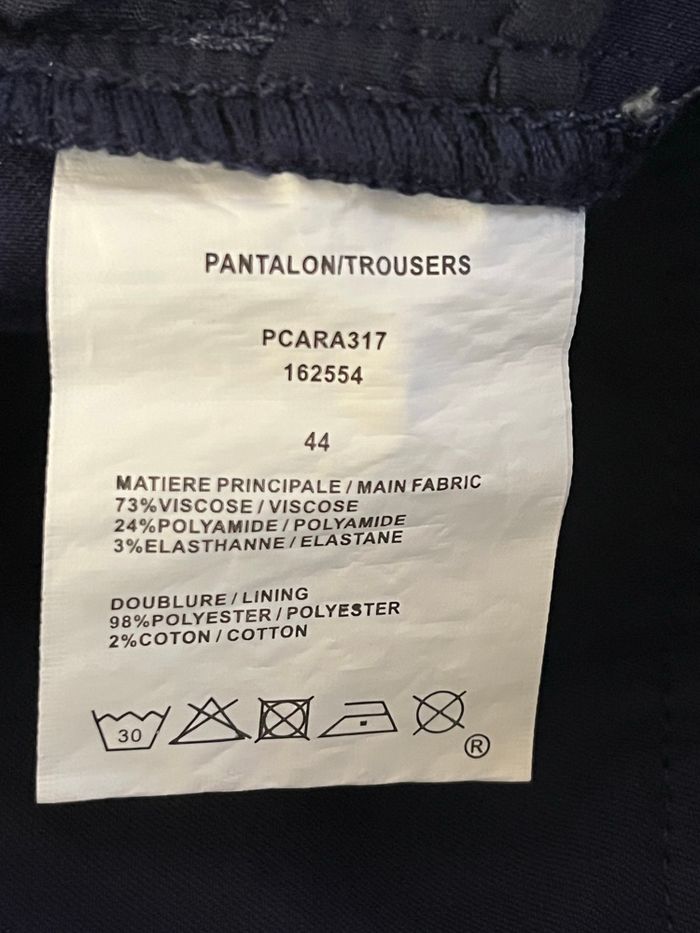 PANTALON/TROUSERS
PCARA317
162554
44
MATIERE PRINCIPALE / MAIN FABRIC
73%VISCOSE / VISCOSE
24%POLYAMIDE / POLYAMIDE
3%ELASTHANNE / ELASTANE
DOUBLURE / LINING
98%POLYESTER / POLYESTER
2%COTON / COTTON
30
®